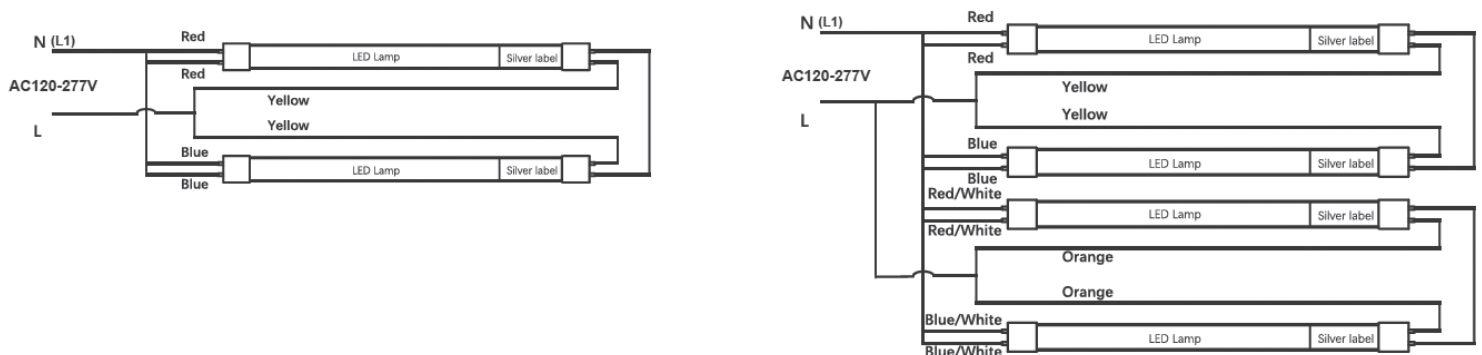 N (L1)
Red
LED Lamp
Silver label
Red
AC120-277V
Yellow
Yellow
L
Blue
LED Lamp
Silver label
Blue
N (L1)
Red
LED Lamp
Silver label
Red
AC120-277V
Yellow
Yellow
L
Blue
LED Lamp
Silver label
Blue
Red/White
LED Lamp
Silver label
Red/White
Orange
Orange
Blue/White
LED Lamp
Silver label
Blue/White